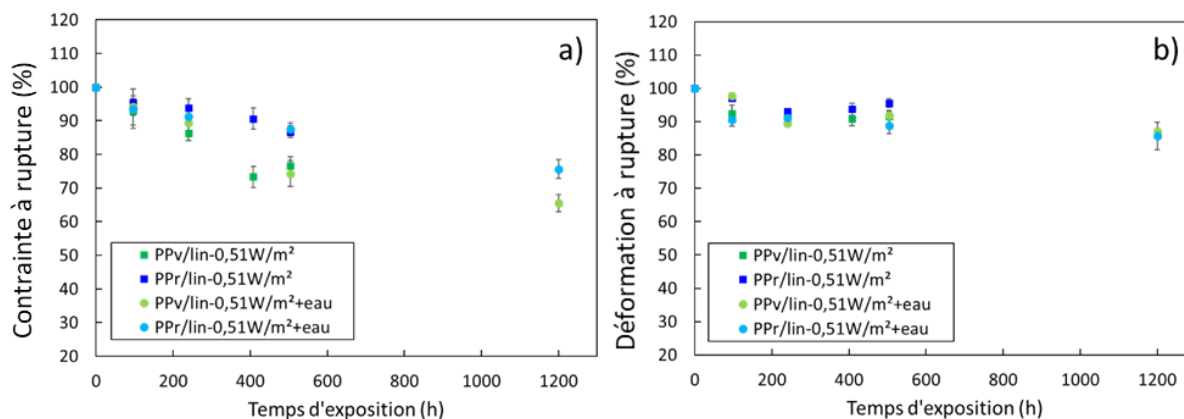 a)
Contrainte à rupture (%)
120
110
100
90
80
70
60
50
40
30
20
PPv/lin-0,51W/m²
PPr/lin-0,51W/m²
PPv/lin-0,51W/m²+eau
PPr/lin-0,51W/m²+eau
0 200 400 600 800 1000 1200
Temps d'exposition (h)
b)
Déformation à rupture (%)
120
110
100
90
80
70
60
50
40
30
20
PPv/lin-0,51W/m²
PPr/lin-0,51W/m²
PPv/lin-0,51W/m²+eau
PPr/lin-0,51W/m²+eau
0 200 400 600 800 1000 1200
Temps d'exposition (h)